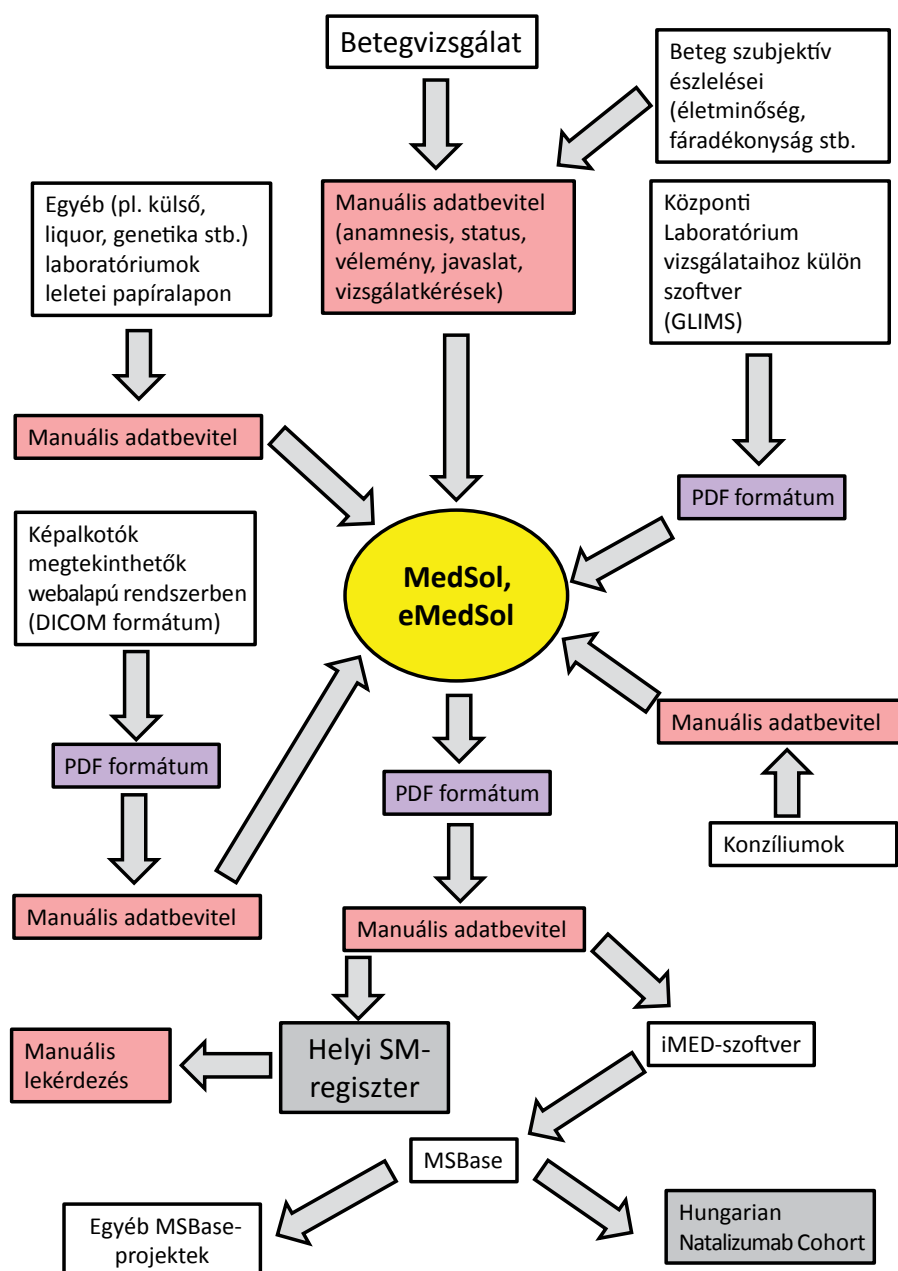 Betegvizsgálat
Beteg szubjektív
észlelései
(életminőség,
fáradékonyság stb.
Egyéb (pl. külső,
liquor, genetika stb.)
laboratóriumok
leletei papíralapon
Manuális adatbevitel
(anamnesis, status,
vélemény, javaslat,
vizsgálatkérések)
Központi
Laboratórium
vizsgálataihoz külön
szoftver
(GLIMS)
Manuális adatbevitel
PDF formátum
Képalkotók
megtekinthetők
webalapú rendszerben
(DICOM formátum)
MedSol,
eMedSol
Manuális adatbevitel
PDF formátum
PDF formátum
Konzíliumok
Manuális adatbevitel
Manuális adatbevitel
Helyi SM-
regiszter
iMED-szoftver
Manuális
lekérdezés
MSBase
Egyéb MSBase-
projektek
Hungarian
Natalizumab Cohort